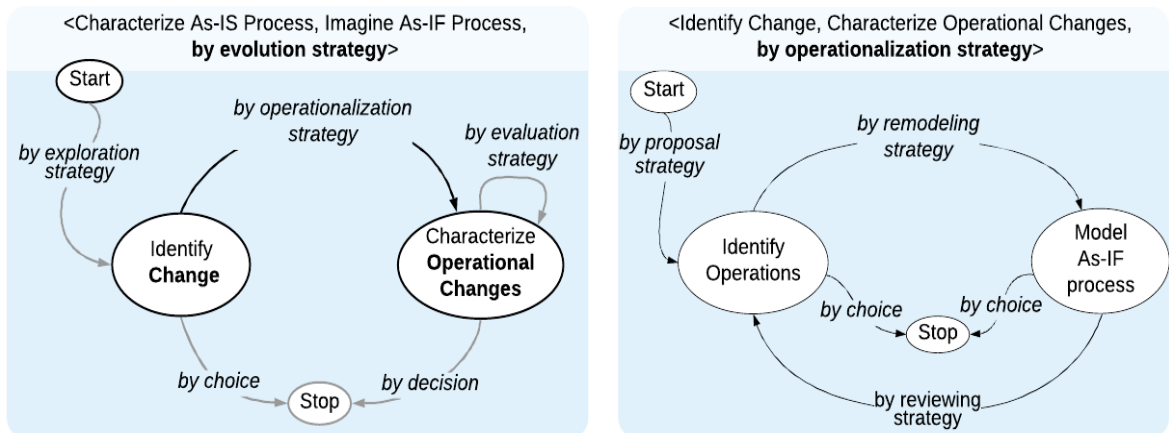 <Characterize As-IS Process, Imagine As-IF Process,
by evolution strategy>
Start
by operationalization
strategy
by evaluation
strategy
by exploration
strategy
Identify
Change
Characterize
Operational
Changes
by choice
by decision
Stop
<Identify Change, Characterize Operational Changes,
by operationalization strategy>
Start
by proposal
strategy
by remodeling
strategy
Identify
Operations
Model
As-IF
process
by choice
by choice
Stop
by reviewing
strategy